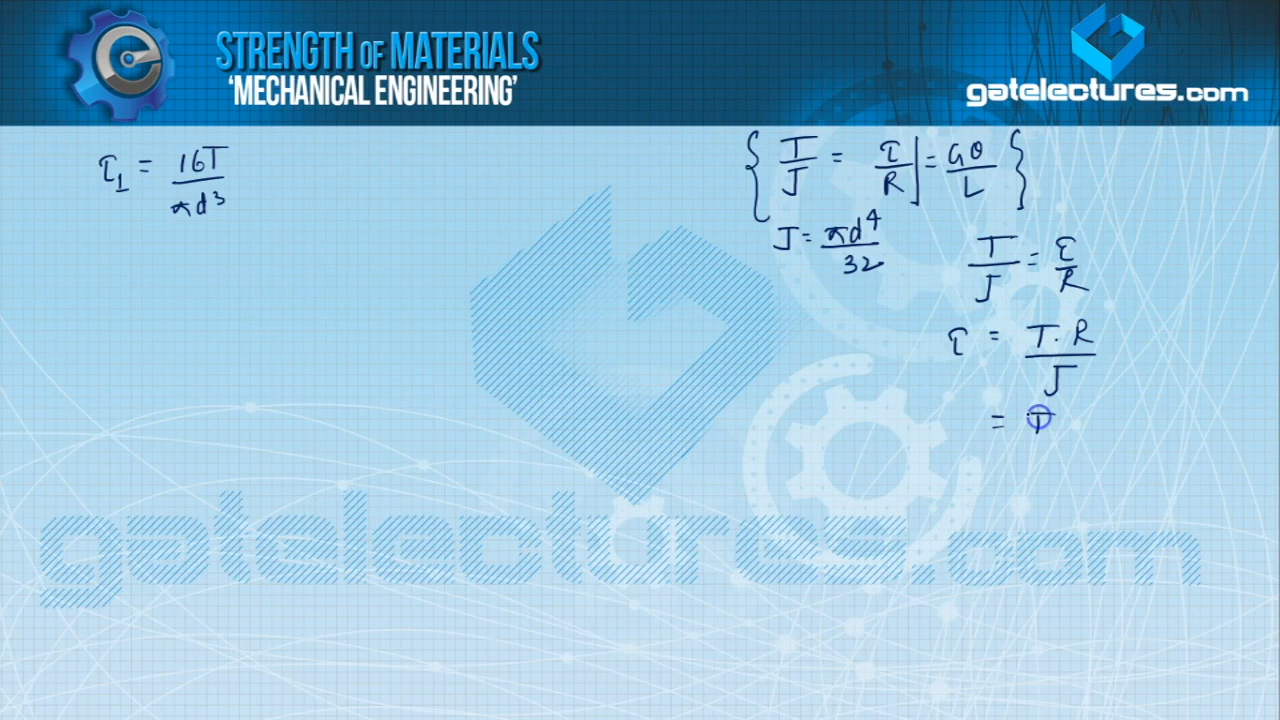 STRENGTH OF MATERIALS
'MECHANICAL ENGINEERING'
gatelectures.com
τ₁ = 16T / πd³
{ T/J = τ/R | = Gθ/L }
J = πd⁴ / 32
T/J = τ/R
τ = T · R / J
= T
gatelectures.com